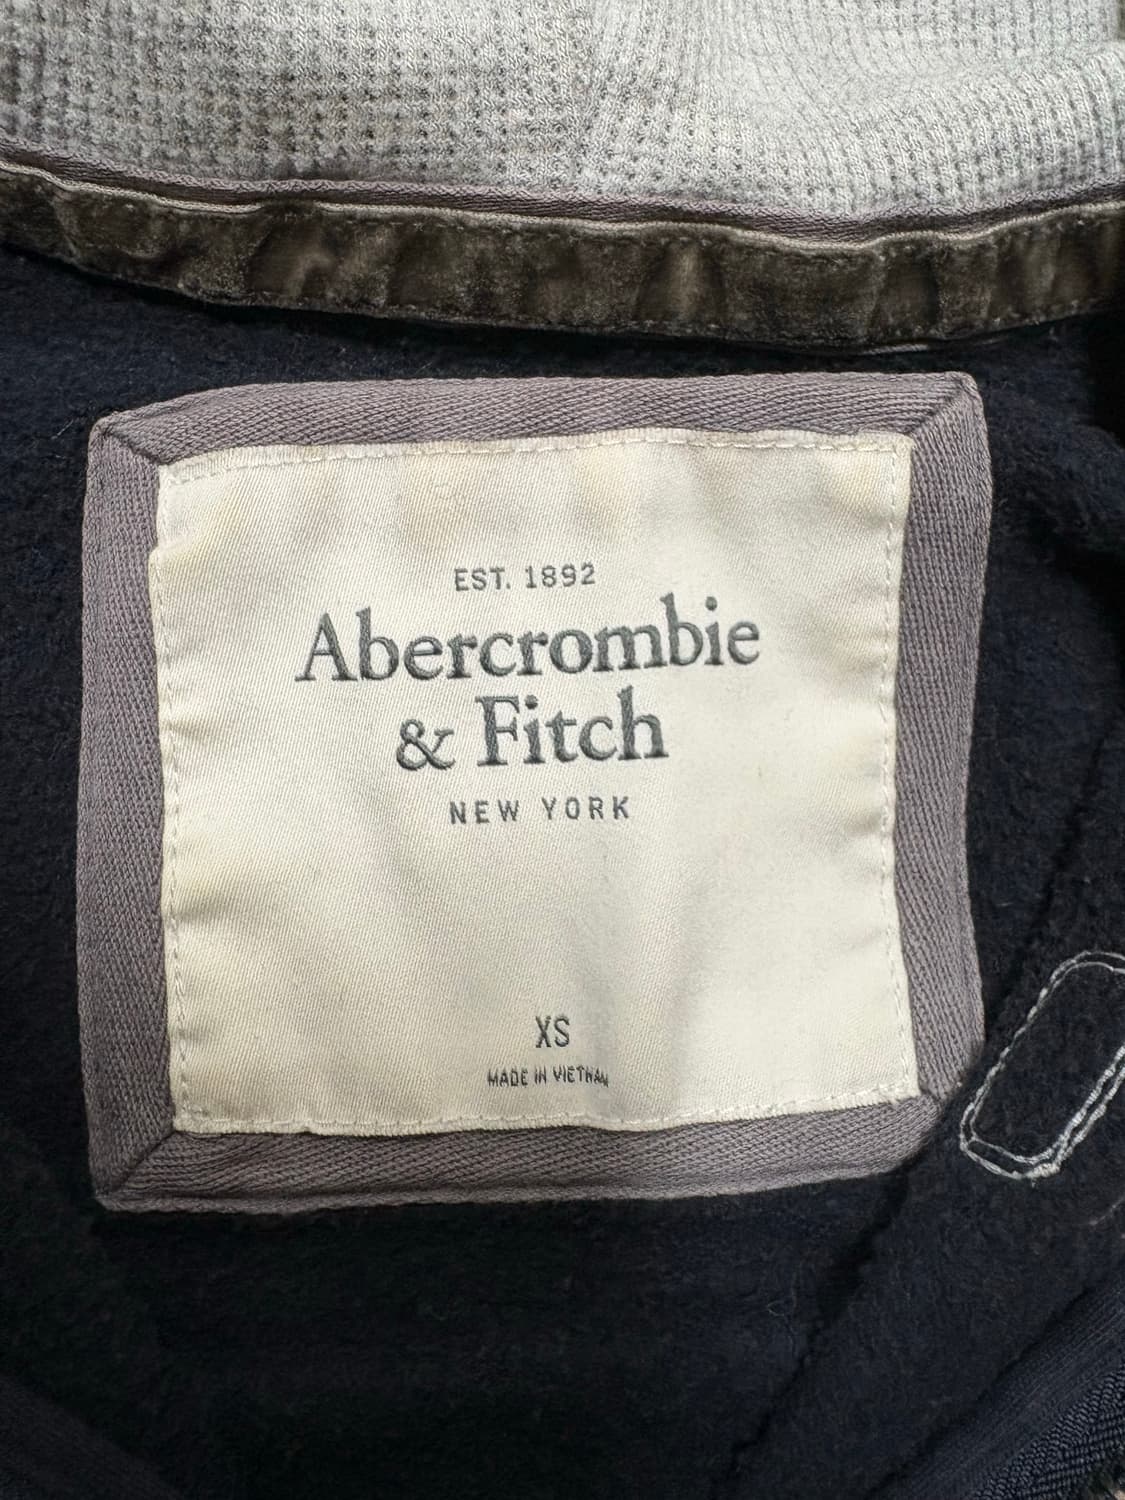 EST. 1892
Abercrombie
& Fitch
NEW YORK
XS
MADE IN VIETNAM